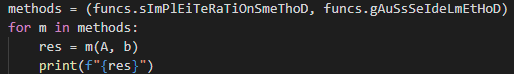 methods = (funcs.sImPlEiTeRaTiOnSmeThoD, funcs.gAuSsSeIdeLmEtHoD)
for m in methods:
    res = m(A, b)
    print(f"{res}")